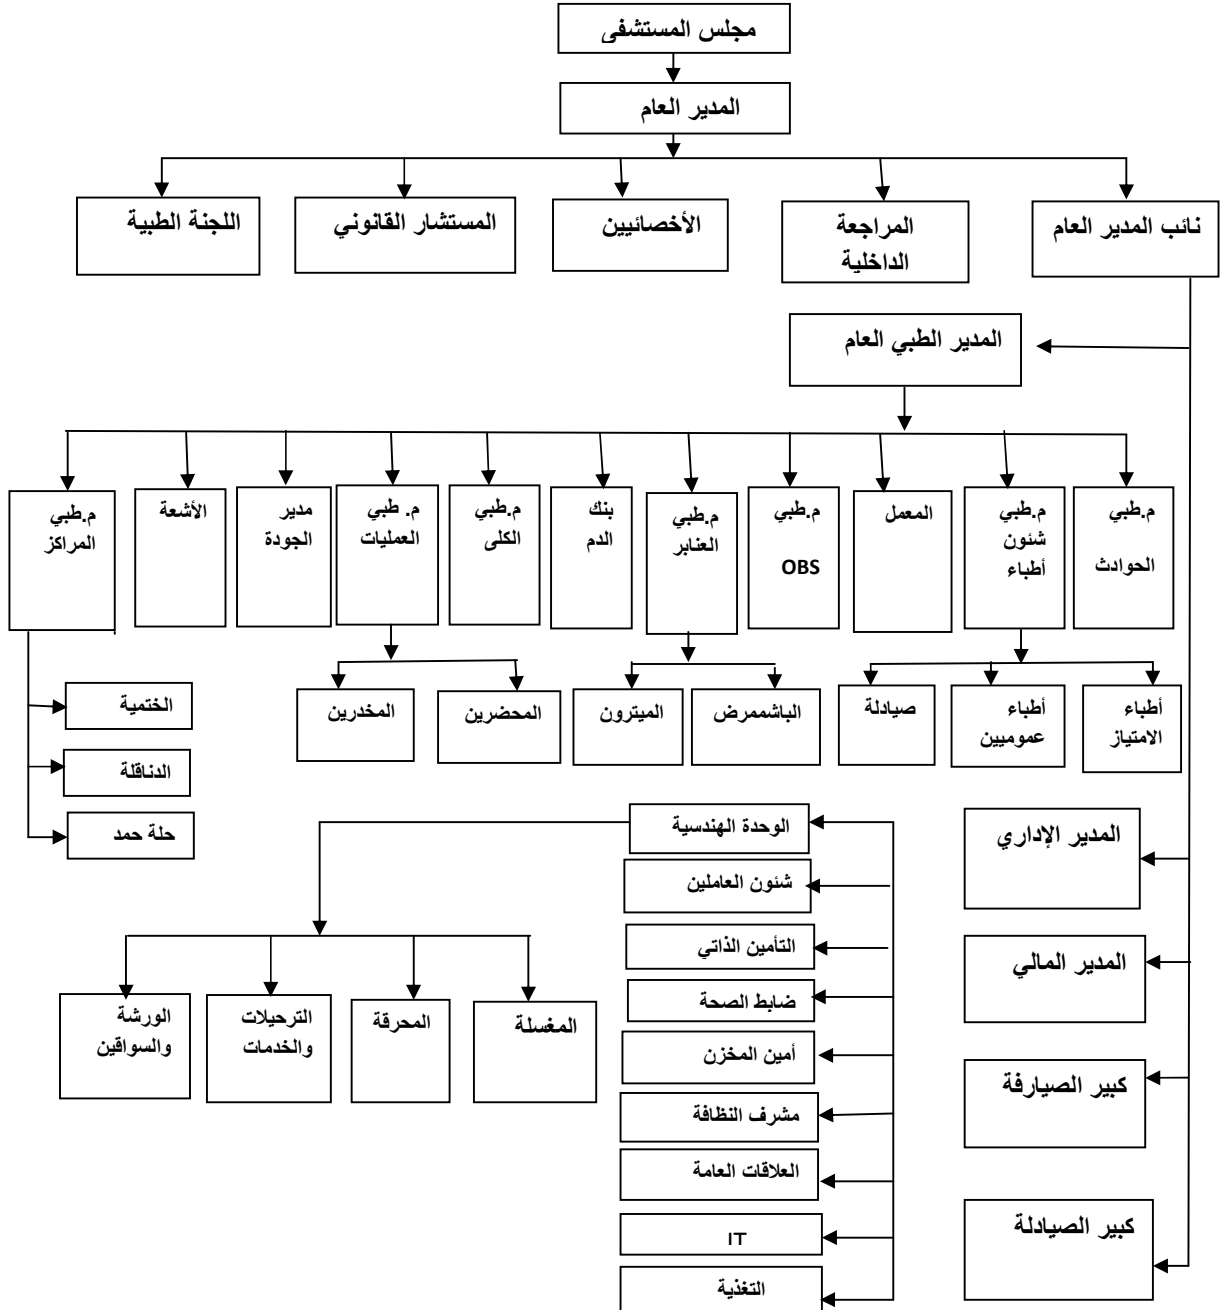 مجلس المستشفى
المدير العام
نائب المدير العام
المراجعة
الداخلية
الأخصائيين
المستشار القانوني
اللجنة الطبية
المدير الطبي العام
م.طبي
الحوادث
م.طبي
شئون
أطباء
المعمل
م.طبي
OBS
م.طبي
العنابر
بنك
الدم
م.طبي
الكلى
م. طبي
العمليات
مدير
الجودة
الأشعة
م.طبي
المراكز
أطباء
الامتياز
أطباء
عموميين
صيادلة
الباشممرض
الميترون
المحضرين
المخدرين
الختمية
الدناقلة
حلة حمد
المدير الإداري
المدير المالي
كبير الصيارفة
كبير الصيادلة
الوحدة الهندسية
شئون العاملين
التأمين الذاتي
ضابط الصحة
أمين المخزن
مشرف النظافة
العلاقات العامة
IT
التغذية
المغسلة
المحرقة
الترحيلات
والخدمات
الورشة
والسواقين